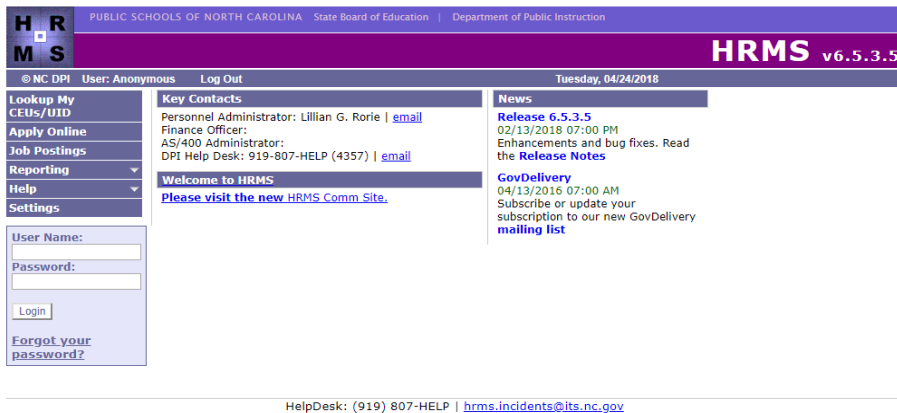 H R
M S
PUBLIC SCHOOLS OF NORTH CAROLINA State Board of Education | Department of Public Instruction
HRMS v6.5.3.5
© NC DPI User: Anonymous Log Out Tuesday, 04/24/2018
Lookup My
CEUs/UID
Apply Online
Job Postings
Reporting
Help
Settings
User Name:
Password:
Login
Forgot your
password?
Key Contacts
Personnel Administrator: Lillian G. Rorie | email
Finance Officer:
AS/400 Administrator:
DPI Help Desk: 919-807-HELP (4357) | email
Welcome to HRMS
Please visit the new HRMS Comm Site.
News
Release 6.5.3.5
02/13/2018 07:00 PM
Enhancements and bug fixes. Read
the Release Notes
GovDelivery
04/13/2016 07:00 AM
Subscribe or update your
subscription to our new GovDelivery
mailing list
HelpDesk: (919) 807-HELP | hrms.incidents@its.nc.gov